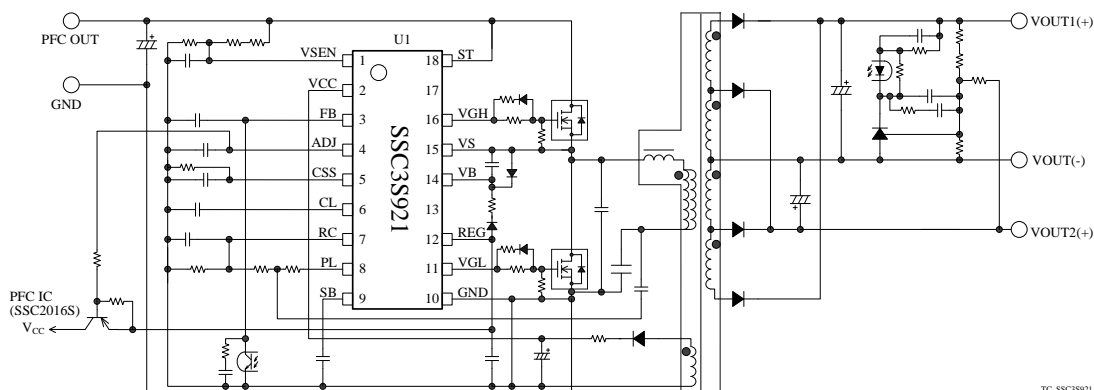 PFC OUT
GND
U1
VSEN 1
VCC 2
FB 3
ADJ 4
CSS 5
CL 6
RC 7
PL 8
SB 9
SSC3S921
18 ST
17
16 VGH
15 VS
14 VB
13
12 REG
11 VGL
10 GND
VOUT1(+)
VOUT(-)
VOUT2(+)
PFC IC
(SSC2016S)
VCC
TC_SSC3S921